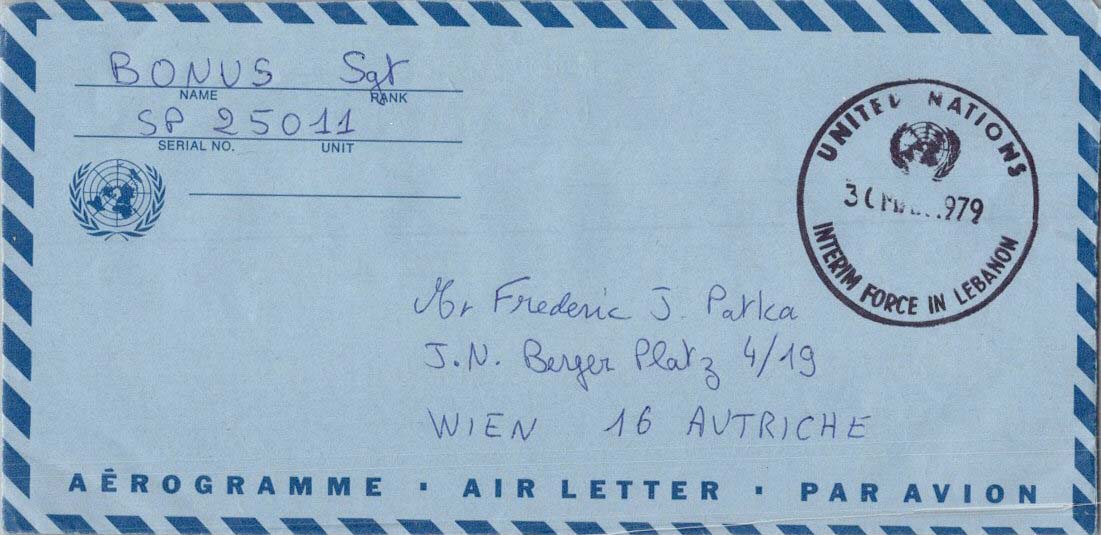 BONUS Sgt
NAME RANK
SP 25011
SERIAL NO. UNIT
UNITED NATIONS
1979
INTERIM FORCE IN LEBANON
Mr Frederic J. Patka
J.N. Berger Platz 4/19
WIEN 16 AUTRICHE
AÉROGRAMME · AIR LETTER · PAR AVION